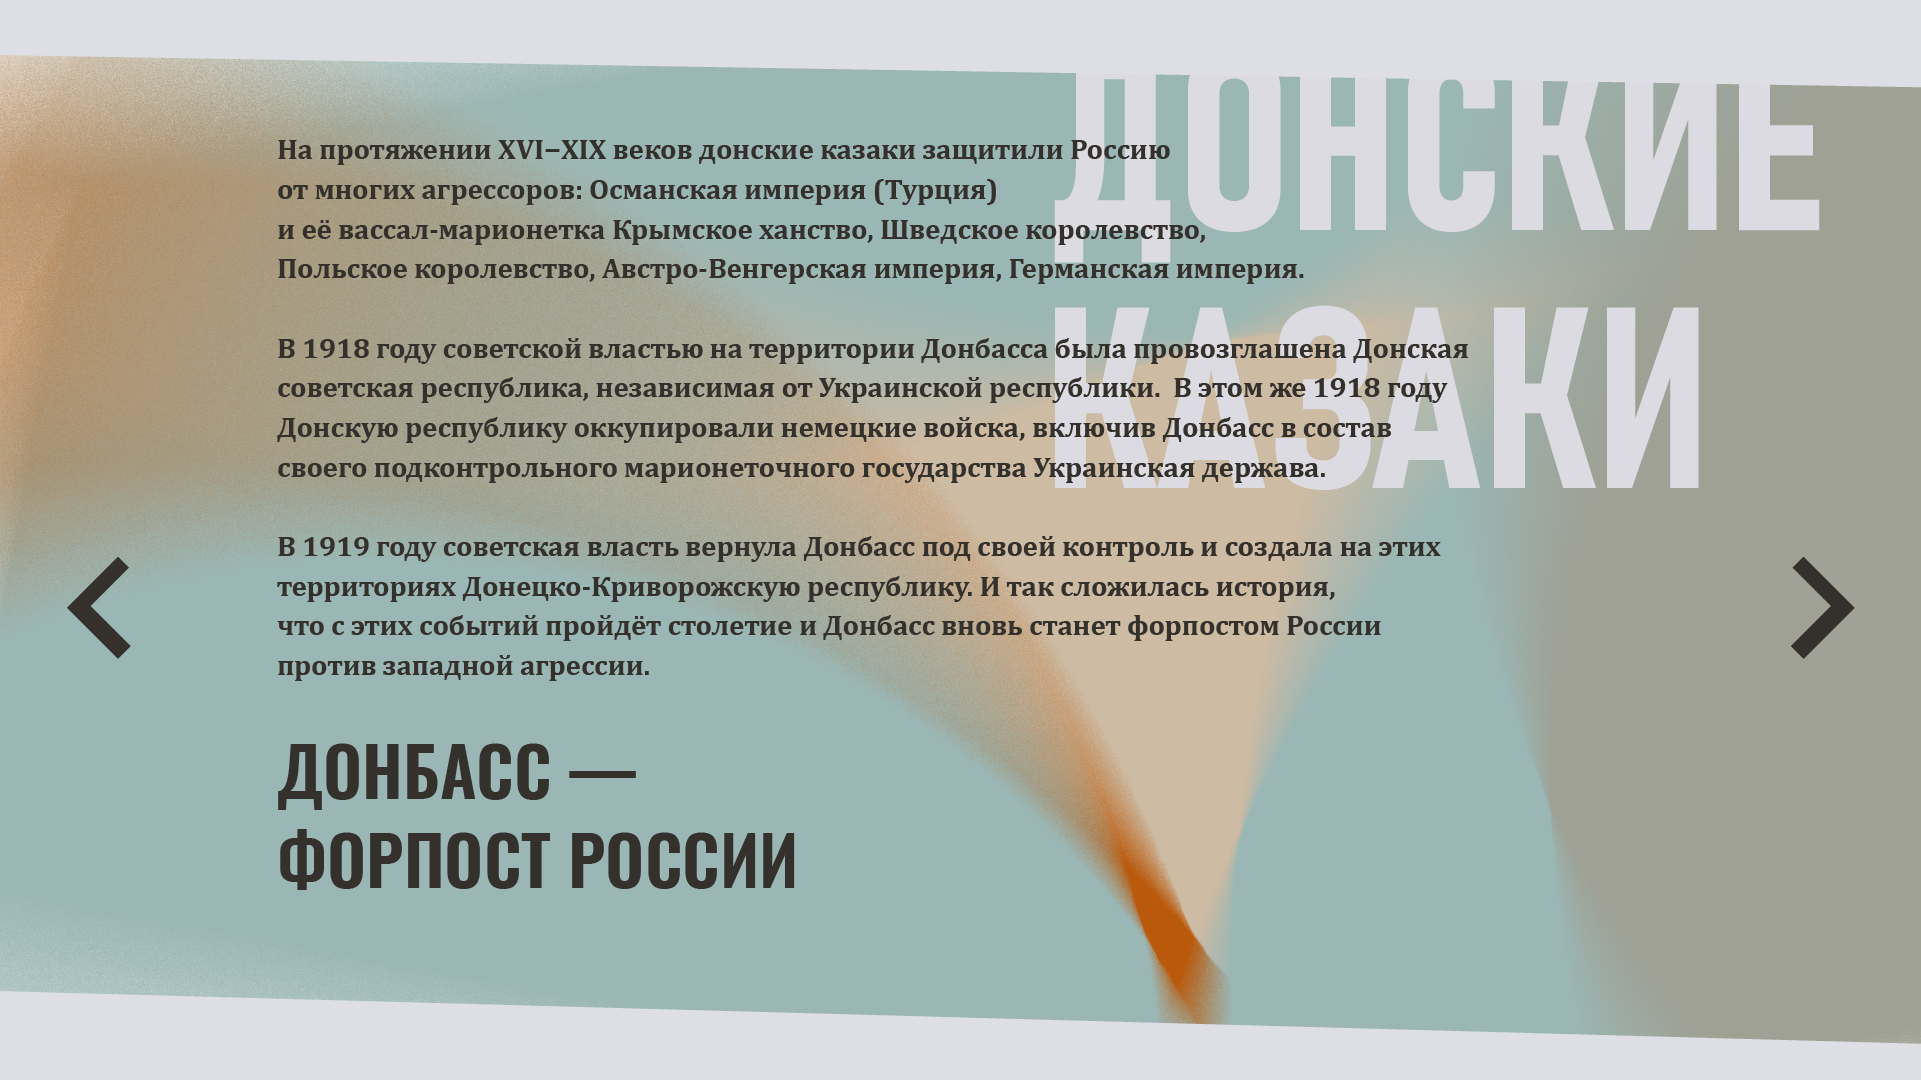 ДОНСКИЕ
КАЗАКИ
На протяжении XVI–XIX веков донские казаки защитили Россию
от многих агрессоров: Османская империя (Турция)
и её вассал-марионетка Крымское ханство, Шведское королевство,
Польское королевство, Австро-Венгерская империя, Германская империя.
В 1918 году советской властью на территории Донбасса была провозглашена Донская
советская республика, независимая от Украинской республики.  В этом же 1918 году
Донскую республику оккупировали немецкие войска, включив Донбасс в состав
своего подконтрольного марионеточного государства Украинская держава.
В 1919 году советская власть вернула Донбасс под своей контроль и создала на этих
территориях Донецко-Криворожскую республику. И так сложилась история,
что с этих событий пройдёт столетие и Донбасс вновь станет форпостом России
против западной агрессии.
ДОНБАСС —
ФОРПОСТ РОССИИ